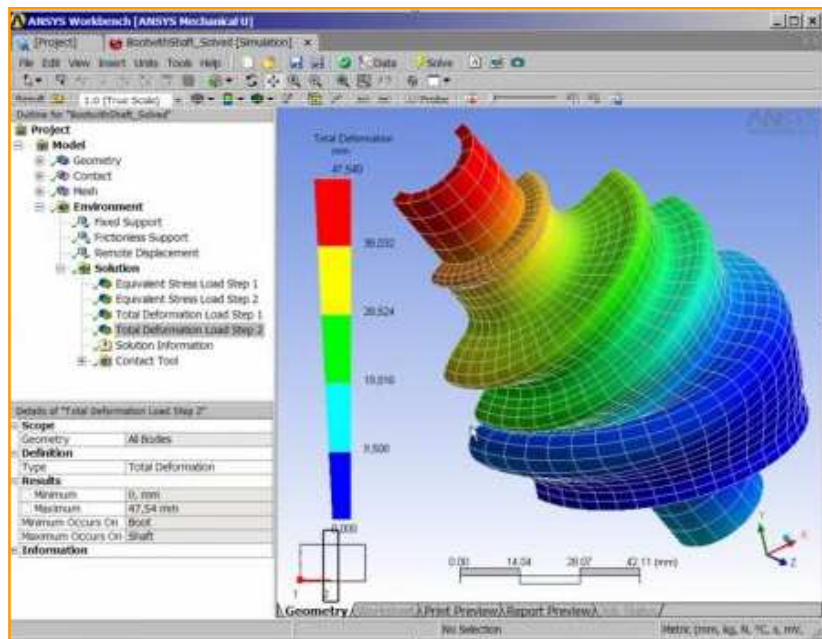 ANSYS Workbench [ANSYS Mechanical U]
[Project] BootwithShaft_Solved [Simulation] ×
File Edit View Insert Units Tools Help Data Solve
Result 1.0 (True Scale) Probe
Outline for "BootwithShaft_Solved"
Project
Model
Geometry
Contact
Mesh
Environment
Fixed Support
Frictionless Support
Remote Displacement
Solution
Equivalent Stress Load Step 1
Equivalent Stress Load Step 2
Total Deformation Load Step 1
Total Deformation Load Step 2
Solution Information
Contact Tool
Details of "Total Deformation Load Step 2"
Scope
Geometry All Bodies
Definition
Type Total Deformation
Results
Minimum 0, mm
Maximum 47,54 mm
Minimum Occurs On Boot
Maximum Occurs On Shaft
Information
ANSYS
Total Deformation
mm
47,540
38,032
28,524
19,016
9,508
0,000
1 2
0.00 14.04 28.07 42.11 (mm)
Y
X
Z
Geometry Worksheet Print Preview Report Preview
No Selection Metric (mm, kg, N, °C, s, mV,